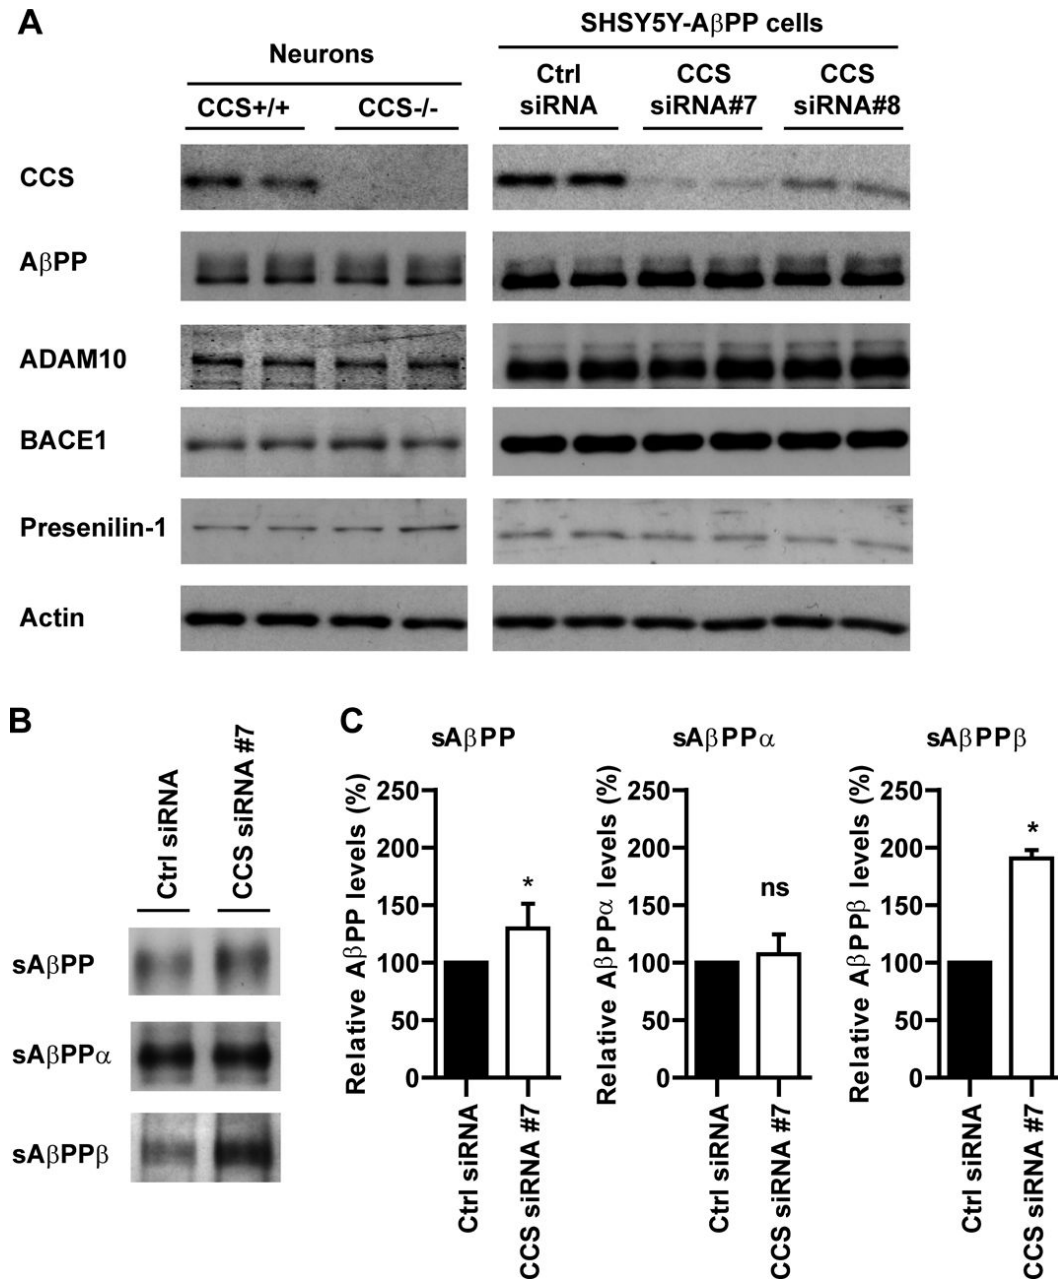 A
Neurons
SHSY5Y-AβPP cells
CCS+/+
CCS-/-
Ctrl
siRNA
CCS
siRNA#7
CCS
siRNA#8
CCS
AβPP
ADAM10
BACE1
Presenilin-1
Actin
B
Ctrl siRNA
CCS siRNA #7
sAβPP
sAβPPα
sAβPPβ
C
sAβPP
Relative AβPP levels (%)
250
200
150
100
50
0
*
Ctrl siRNA
CCS siRNA #7
sAβPPα
Relative AβPPα levels (%)
250
200
150
100
50
0
ns
Ctrl siRNA
CCS siRNA #7
sAβPPβ
Relative AβPPβ levels (%)
250
200
150
100
50
0
*
Ctrl siRNA
CCS siRNA #7